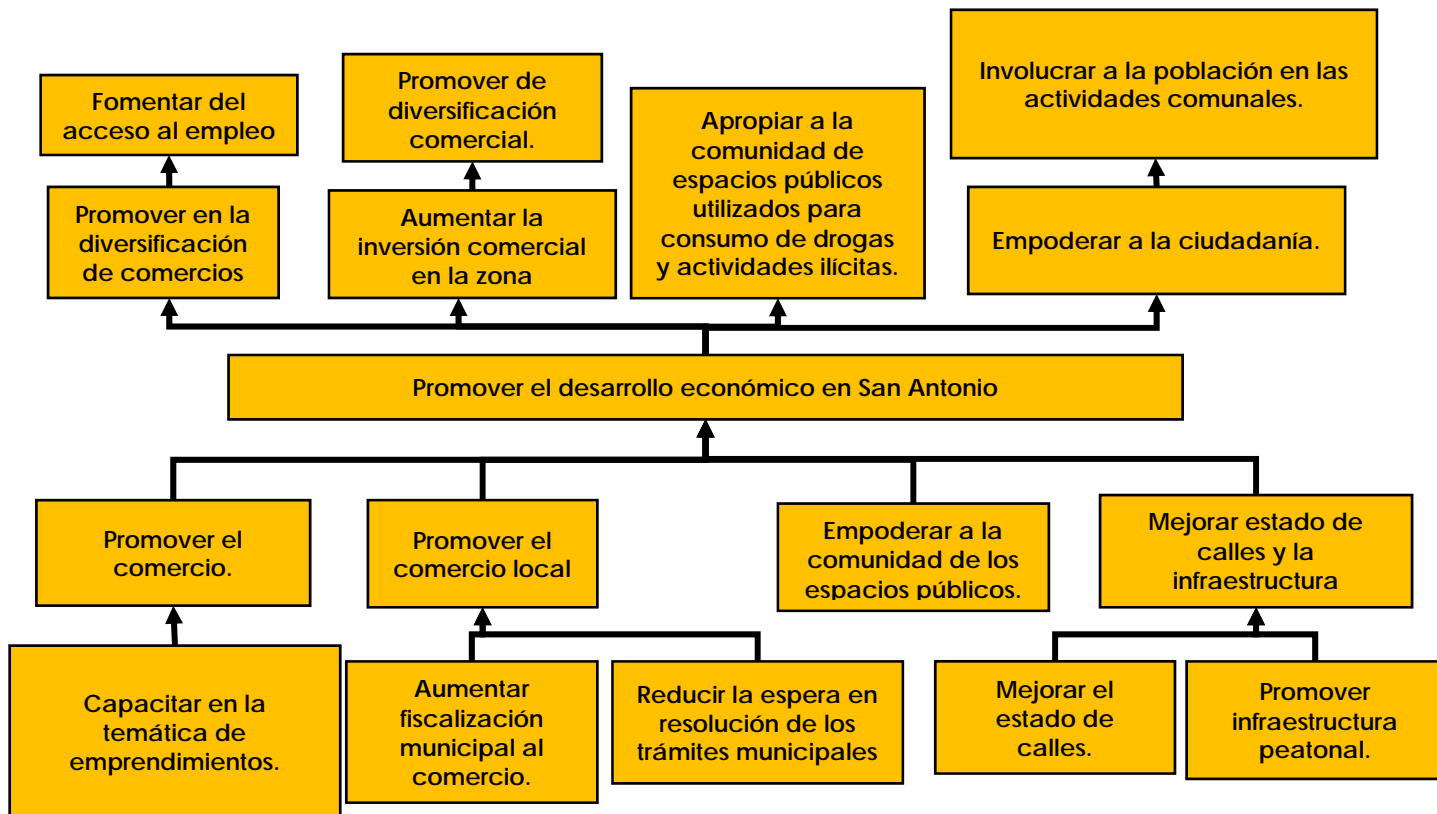 Fomentar del
acceso al empleo
Promover de
diversificación
comercial.
Apropiar a la
comunidad de
espacios públicos
utilizados para
consumo de drogas
y actividades ilícitas.
Involucrar a la población en las
actividades comunales.
Promover en la
diversificación
de comercios
Aumentar la
inversión comercial
en la zona
Empoderar a la ciudadanía.
Promover el desarrollo económico en San Antonio
Promover el
comercio.
Promover el
comercio local
Empoderar a la
comunidad de los
espacios públicos.
Mejorar estado de
calles y la
infraestructura
Capacitar en la
temática de
emprendimientos.
Aumentar
fiscalización
municipal al
comercio.
Reducir la espera en
resolución de los
trámites municipales
Mejorar el
estado de
calles.
Promover
infraestructura
peatonal.